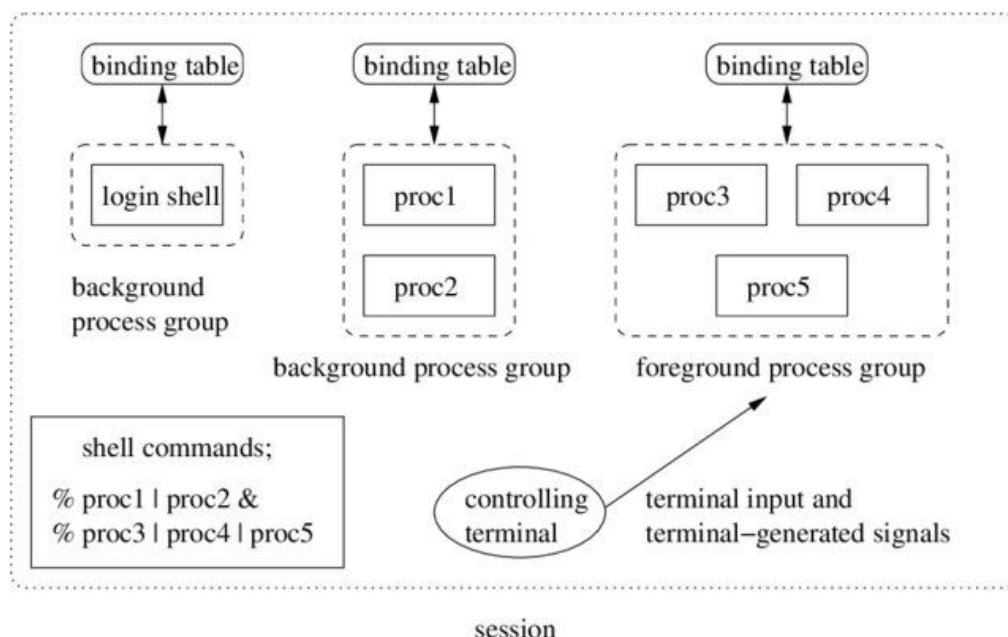 binding table
binding table
binding table
login shell
proc1
proc3
proc4
proc2
proc5
background
process group
background process group
foreground process group
shell commands;
% proc1 | proc2 &
% proc3 | proc4 | proc5
controlling
terminal
terminal input and
terminal−generated signals
session